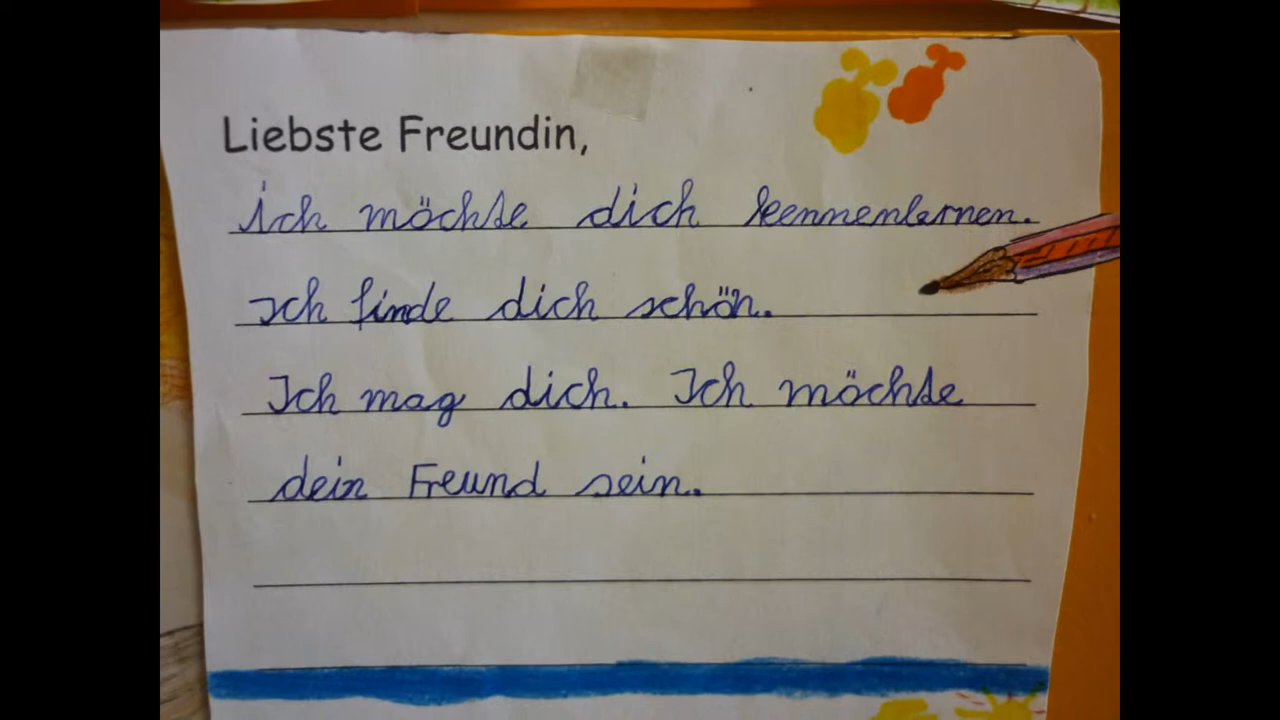 Liebste Freundin,
ich möchte dich kennenlernen.
Ich finde dich schön.
Ich mag dich. Ich möchte
dein Freund sein.